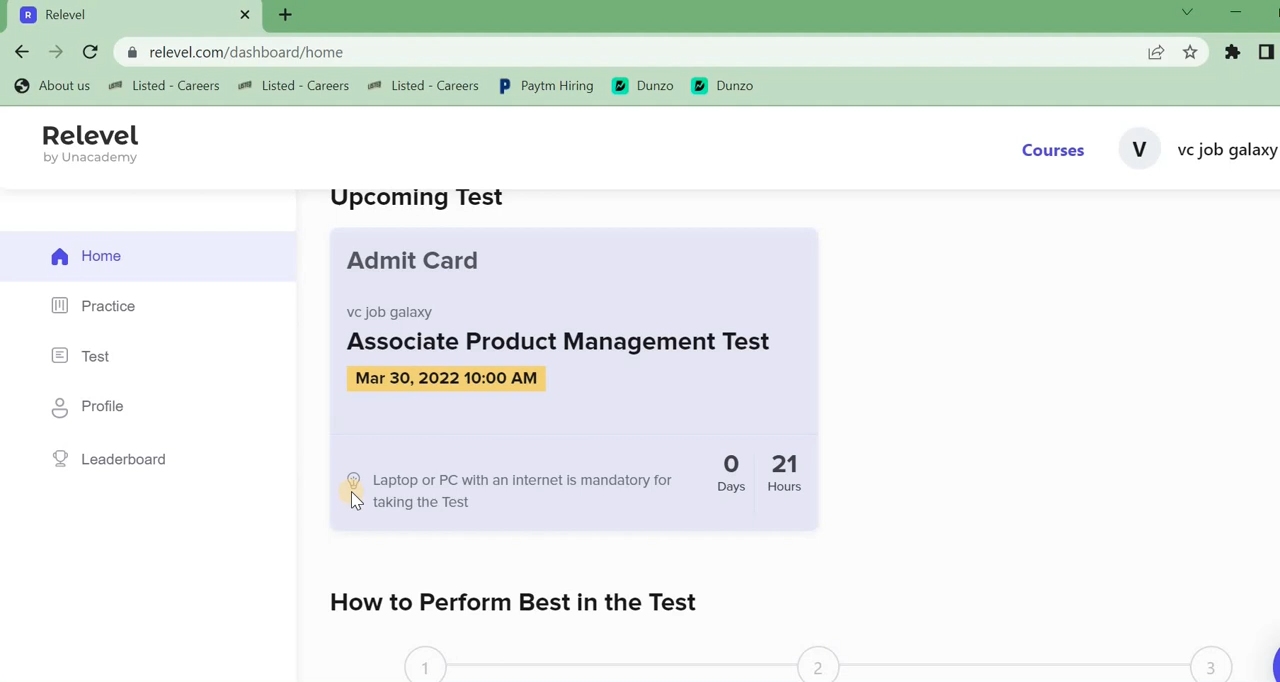 R Relevel
relevel.com/dashboard/home
About us Listed - Careers Listed - Careers Listed - Careers Paytm Hiring Dunzo Dunzo
Relevel
by Unacademy
Courses V vc job galaxy
Home
Practice
Test
Profile
Leaderboard
Upcoming Test
Admit Card
vc job galaxy
Associate Product Management Test
Mar 30, 2022 10:00 AM
Laptop or PC with an internet is mandatory for
taking the Test
0 21
Days Hours
How to Perform Best in the Test
1 2 3